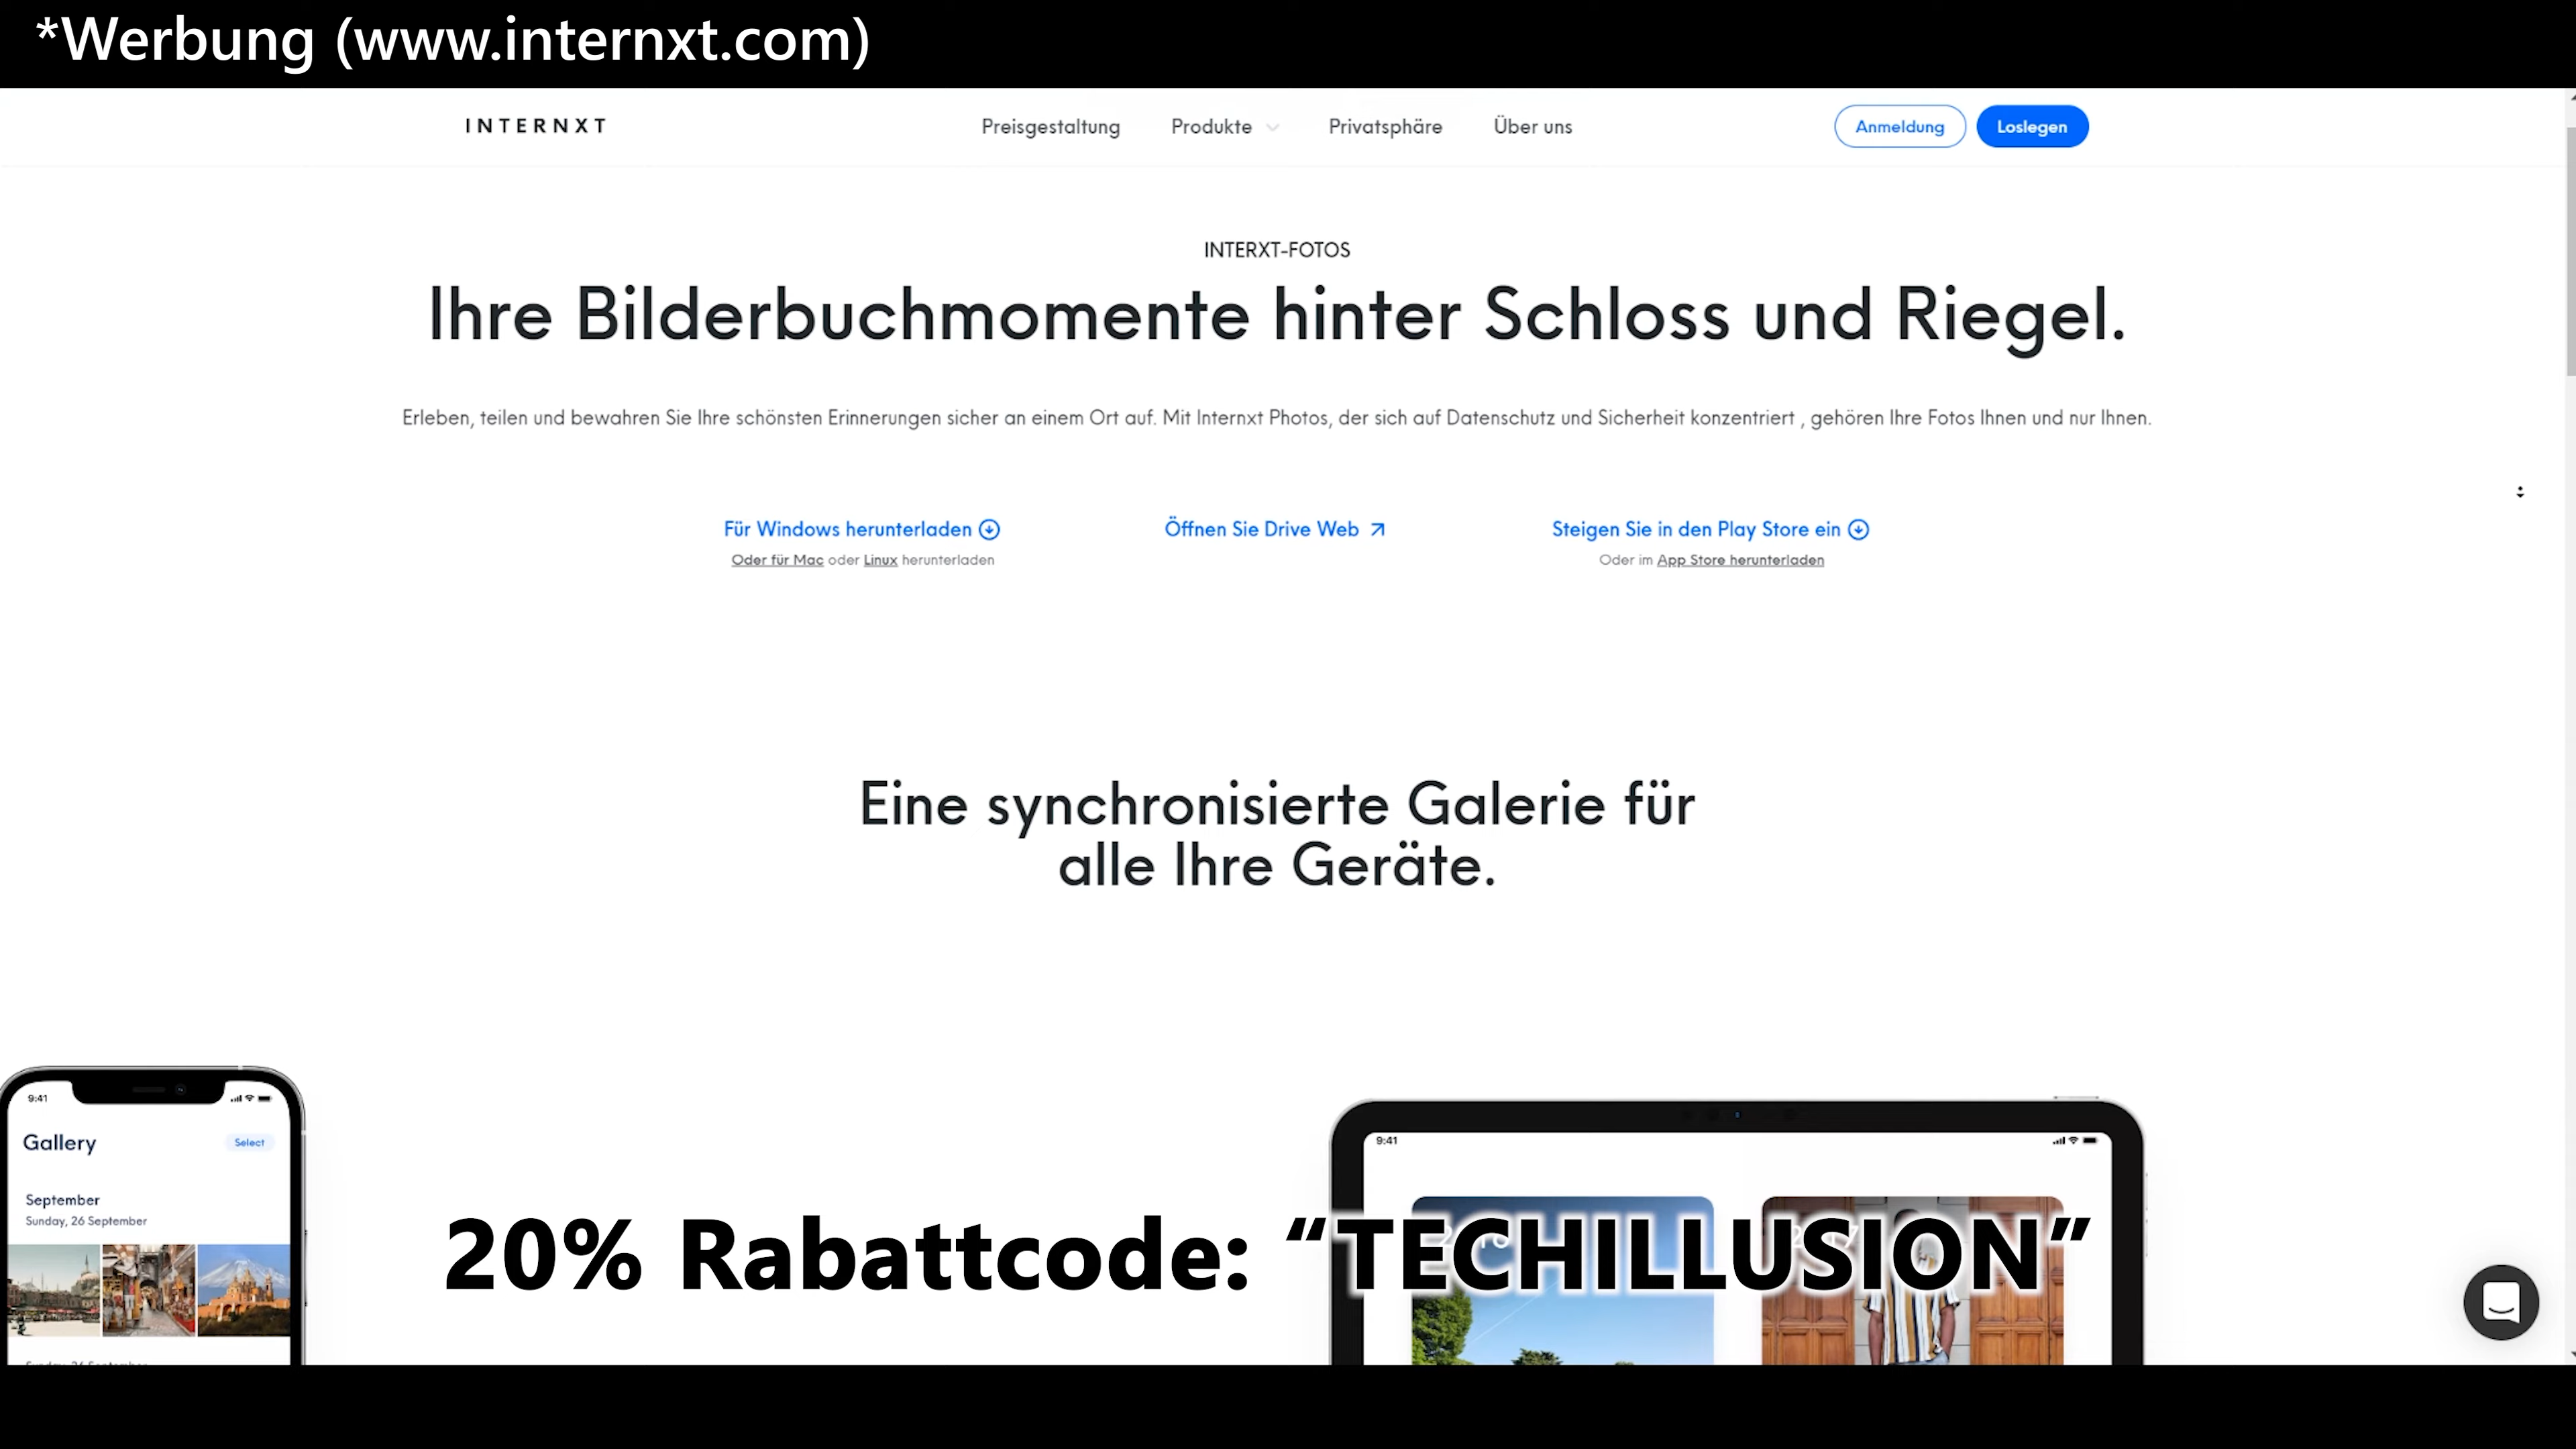 *Werbung (www.internxt.com)
INTERNXT
Preisgestaltung
Produkte
Privatsphäre
Über uns
Anmeldung
Loslegen
INTERXT-FOTOS
Ihre Bilderbuchmomente hinter Schloss und Riegel.
Erleben, teilen und bewahren Sie Ihre schönsten Erinnerungen sicher an einem Ort auf. Mit Internxt Photos, der sich auf Datenschutz und Sicherheit konzentriert , gehören Ihre Fotos Ihnen und nur Ihnen.
Für Windows herunterladen
Oder für Mac oder Linux herunterladen
Öffnen Sie Drive Web
Steigen Sie in den Play Store ein
Oder im App Store herunterladen
Eine synchronisierte Galerie für
alle Ihre Geräte.
9:41
Gallery
Select
September
Sunday, 26 September
9:41
20% Rabattcode: “TECHILLUSION”